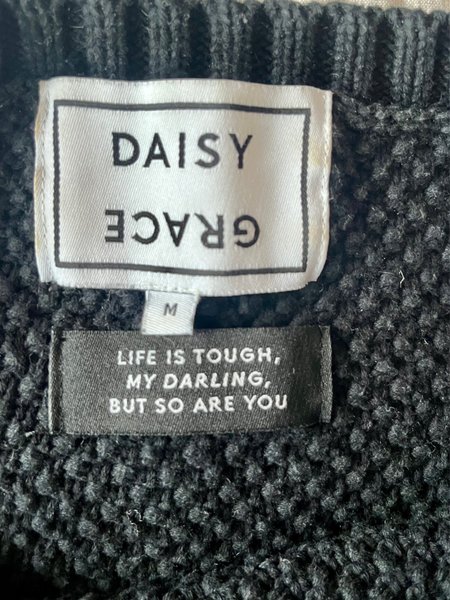 DAISY
GRACE
M
LIFE IS TOUGH,
MY DARLING,
BUT SO ARE YOU